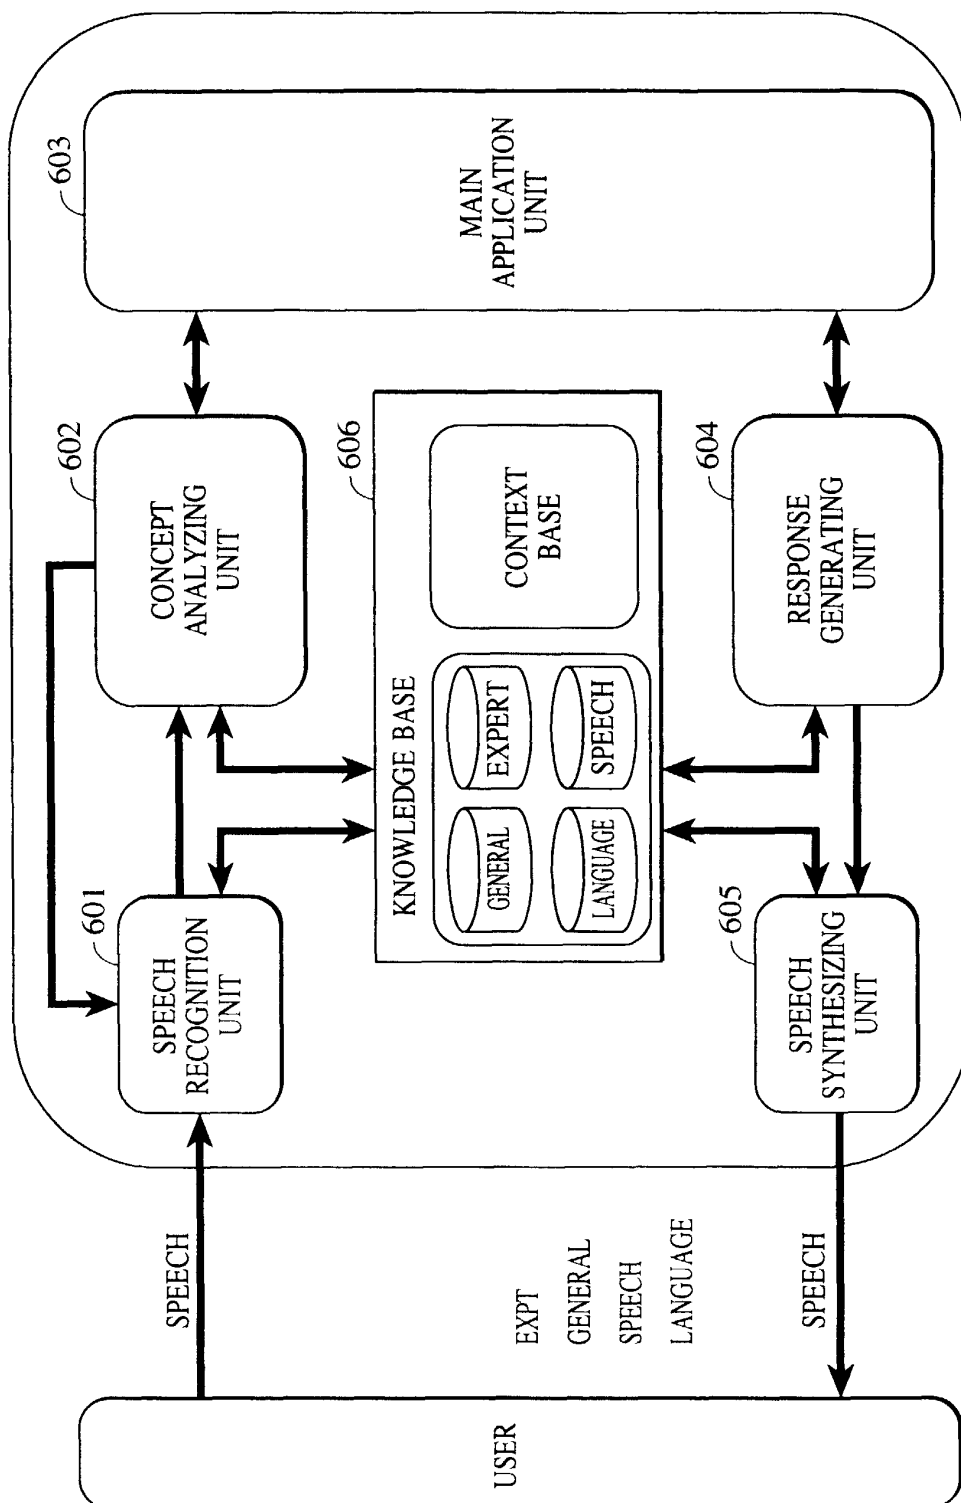 USER
SPEECH
SPEECH
EXPT
GENERAL
SPEECH
LANGUAGE
601
SPEECH
RECOGNITION
UNIT
602
CONCEPT
ANALYZING
UNIT
603
MAIN
APPLICATION
UNIT
606
KNOWLEDGE BASE
GENERAL
EXPERT
LANGUAGE
SPEECH
CONTEXT
BASE
605
SPEECH
SYNTHESIZING
UNIT
604
RESPONSE
GENERATING
UNIT